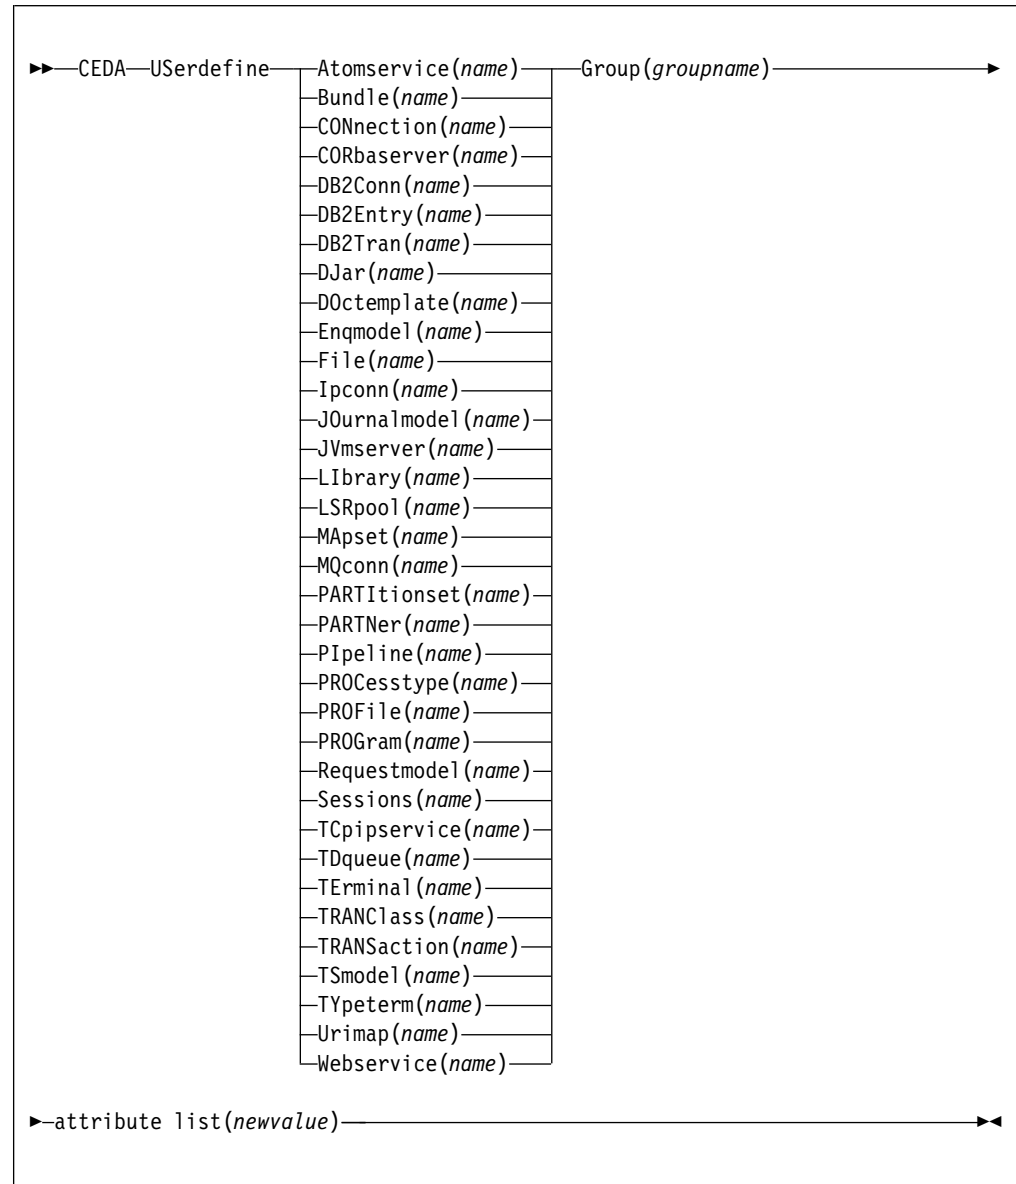 CEDA USerdefine Atomservice(name) Group(groupname)
Bundle(name)
CONnection(name)
CORbaserver(name)
DB2Conn(name)
DB2Entry(name)
DB2Tran(name)
DJar(name)
DOctemplate(name)
Enqmodel(name)
File(name)
Ipconn(name)
JOurnalmodel(name)
JVmserver(name)
LIbrary(name)
LSRpool(name)
MApset(name)
MQconn(name)
PARTItionset(name)
PARTNer(name)
PIpeline(name)
PROCesstype(name)
PROFile(name)
PROGram(name)
Requestmodel(name)
Sessions(name)
TCpipservice(name)
TDqueue(name)
TErminal(name)
TRANClass(name)
TRANSaction(name)
TSmodel(name)
TYpeterm(name)
Urimap(name)
Webservice(name)
attribute list(newvalue)